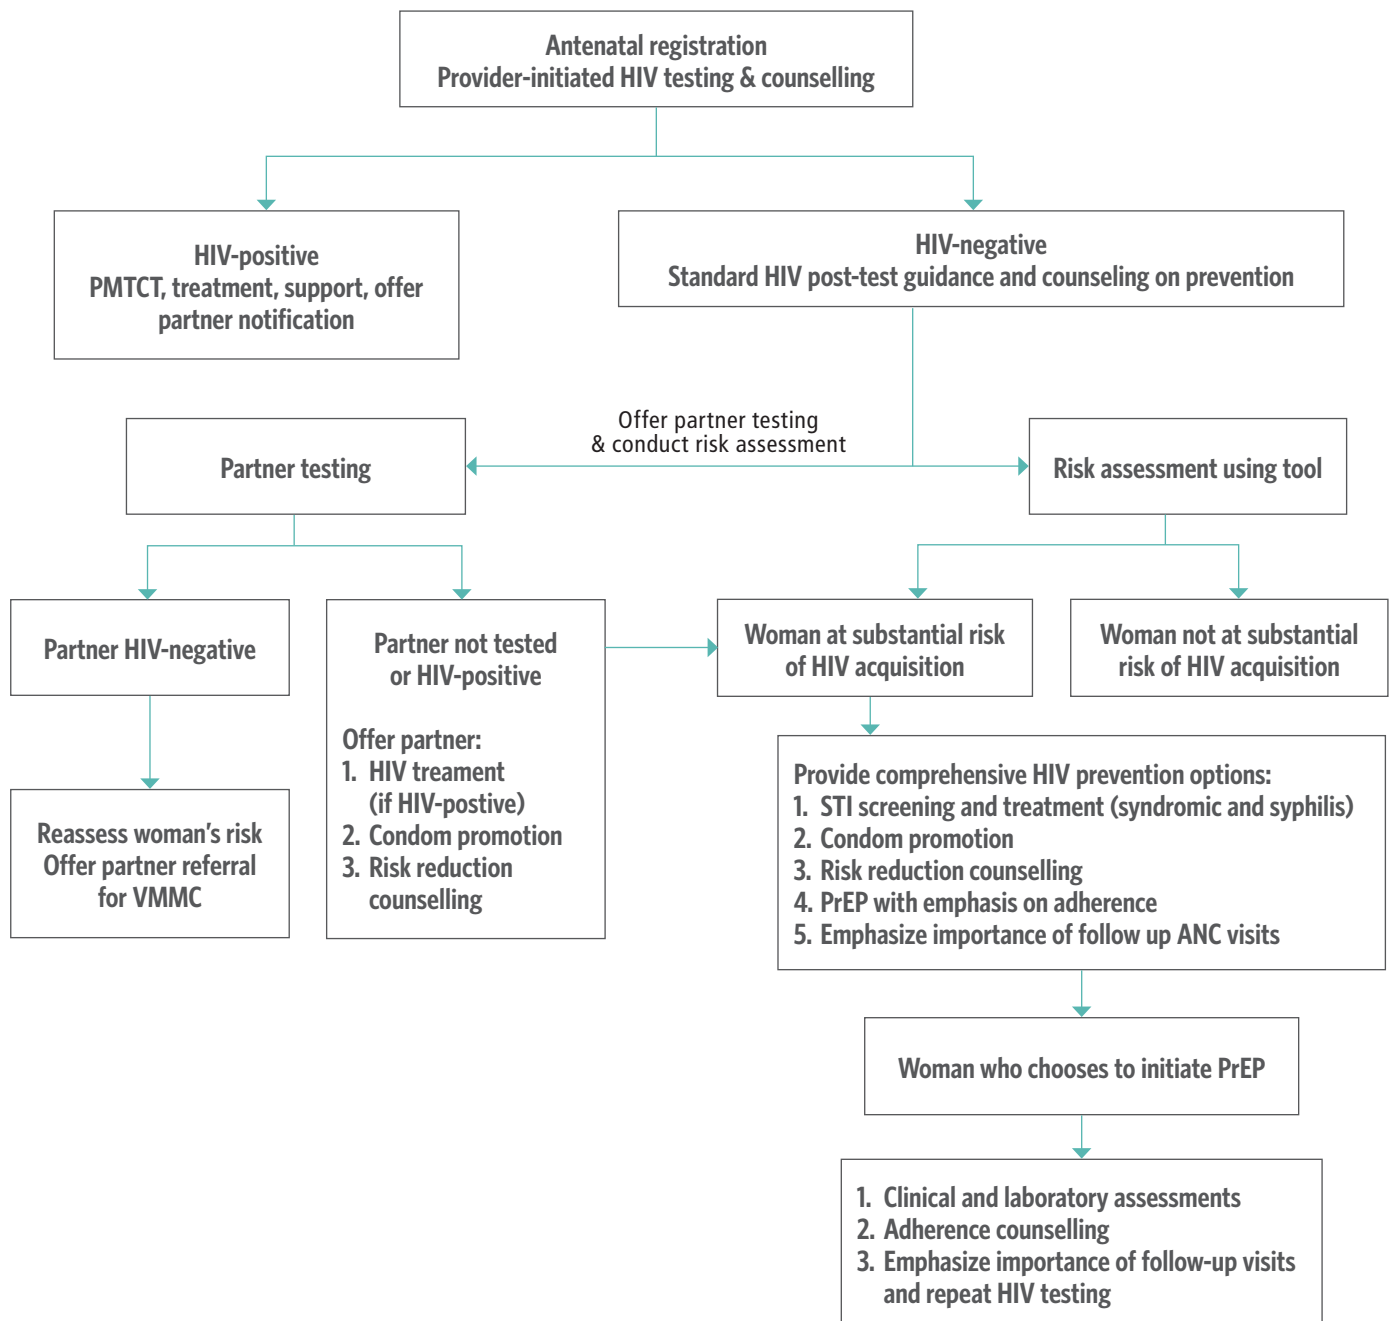 Antenatal registration
Provider-initiated HIV testing & counselling
HIV-positive
PMTCT, treatment, support, offer
partner notification
HIV-negative
Standard HIV post-test guidance and counseling on prevention
Offer partner testing
& conduct risk assessment
Partner testing
Risk assessment using tool
Partner HIV-negative
Partner not tested
or HIV-positive
Offer partner:
1. HIV treament
(if HIV-postive)
2. Condom promotion
3. Risk reduction
counselling
Woman at substantial risk
of HIV acquisition
Woman not at substantial
risk of HIV acquisition
Reassess woman's risk
Offer partner referral
for VMMC
Provide comprehensive HIV prevention options:
1. STI screening and treatment (syndromic and syphilis)
2. Condom promotion
3. Risk reduction counselling
4. PrEP with emphasis on adherence
5. Emphasize importance of follow up ANC visits
Woman who chooses to initiate PrEP
1. Clinical and laboratory assessments
2. Adherence counselling
3. Emphasize importance of follow-up visits
and repeat HIV testing